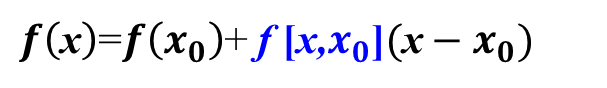 f(x)=f(x₀)+f[x,x₀](x − x₀)